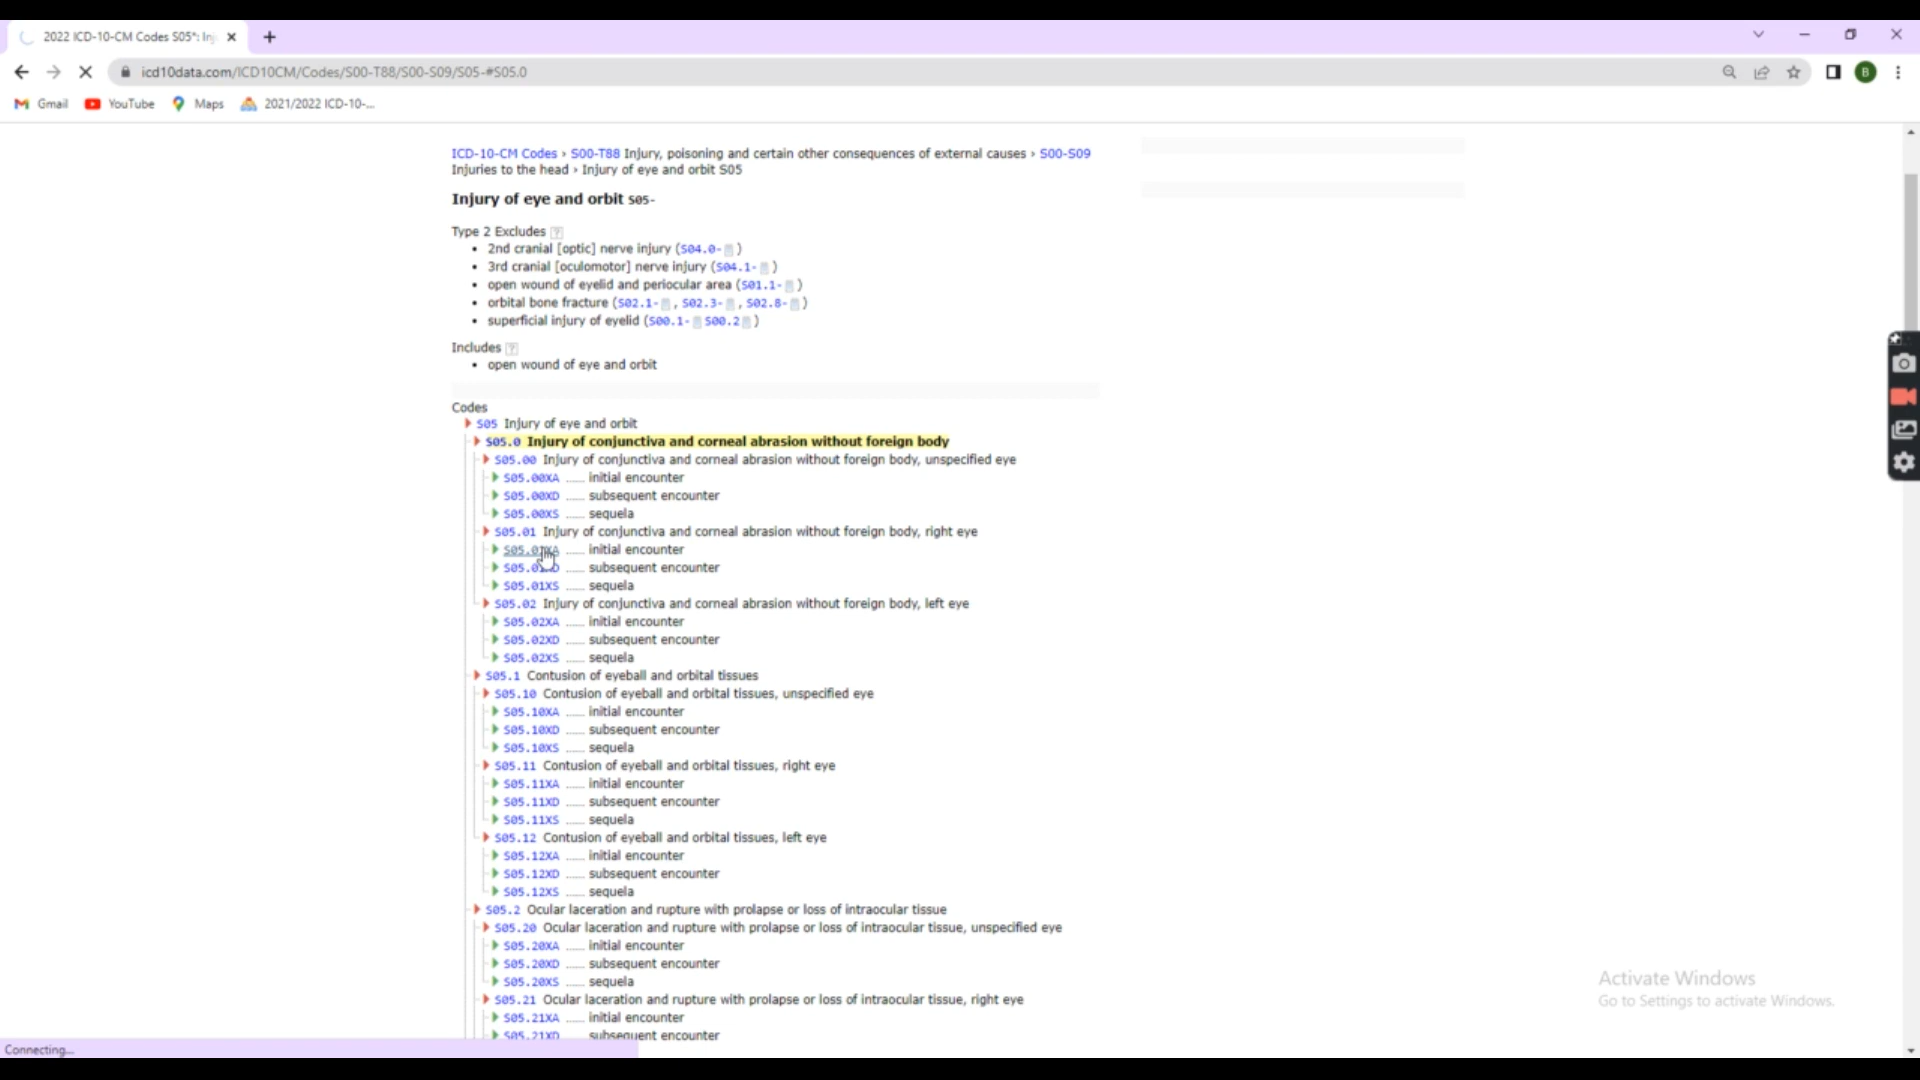 2022 ICD-10-CM Codes S05*: Inj
icd10data.com/ICD10CM/Codes/S00-T88/S00-S09/S05-#S05.0
B
Gmail YouTube Maps 2021/2022 ICD-10-...
ICD-10-CM Codes › S00-T88 Injury, poisoning and certain other consequences of external causes › S00-S09
Injuries to the head › Injury of eye and orbit S05
Injury of eye and orbit S05-
Type 2 Excludes ?
• 2nd cranial [optic] nerve injury (S04.0- )
• 3rd cranial [oculomotor] nerve injury (S04.1- )
• open wound of eyelid and periocular area (S01.1- )
• orbital bone fracture (S02.1- , S02.3- , S02.8- )
• superficial injury of eyelid (S00.1- S00.2 )
Includes ?
• open wound of eye and orbit
Codes
S05 Injury of eye and orbit
S05.0 Injury of conjunctiva and corneal abrasion without foreign body
S05.00 Injury of conjunctiva and corneal abrasion without foreign body, unspecified eye
S05.00XA …… initial encounter
S05.00XD …… subsequent encounter
S05.00XS …… sequela
S05.01 Injury of conjunctiva and corneal abrasion without foreign body, right eye
S05.01XA …… initial encounter
S05.01XD …… subsequent encounter
S05.01XS …… sequela
S05.02 Injury of conjunctiva and corneal abrasion without foreign body, left eye
S05.02XA …… initial encounter
S05.02XD …… subsequent encounter
S05.02XS …… sequela
S05.1 Contusion of eyeball and orbital tissues
S05.10 Contusion of eyeball and orbital tissues, unspecified eye
S05.10XA …… initial encounter
S05.10XD …… subsequent encounter
S05.10XS …… sequela
S05.11 Contusion of eyeball and orbital tissues, right eye
S05.11XA …… initial encounter
S05.11XD …… subsequent encounter
S05.11XS …… sequela
S05.12 Contusion of eyeball and orbital tissues, left eye
S05.12XA …… initial encounter
S05.12XD …… subsequent encounter
S05.12XS …… sequela
S05.2 Ocular laceration and rupture with prolapse or loss of intraocular tissue
S05.20 Ocular laceration and rupture with prolapse or loss of intraocular tissue, unspecified eye
S05.20XA …… initial encounter
S05.20XD …… subsequent encounter
S05.20XS …… sequela
S05.21 Ocular laceration and rupture with prolapse or loss of intraocular tissue, right eye
S05.21XA …… initial encounter
S05.21XD …… subsequent encounter
Activate Windows
Go to Settings to activate Windows.
Connecting...